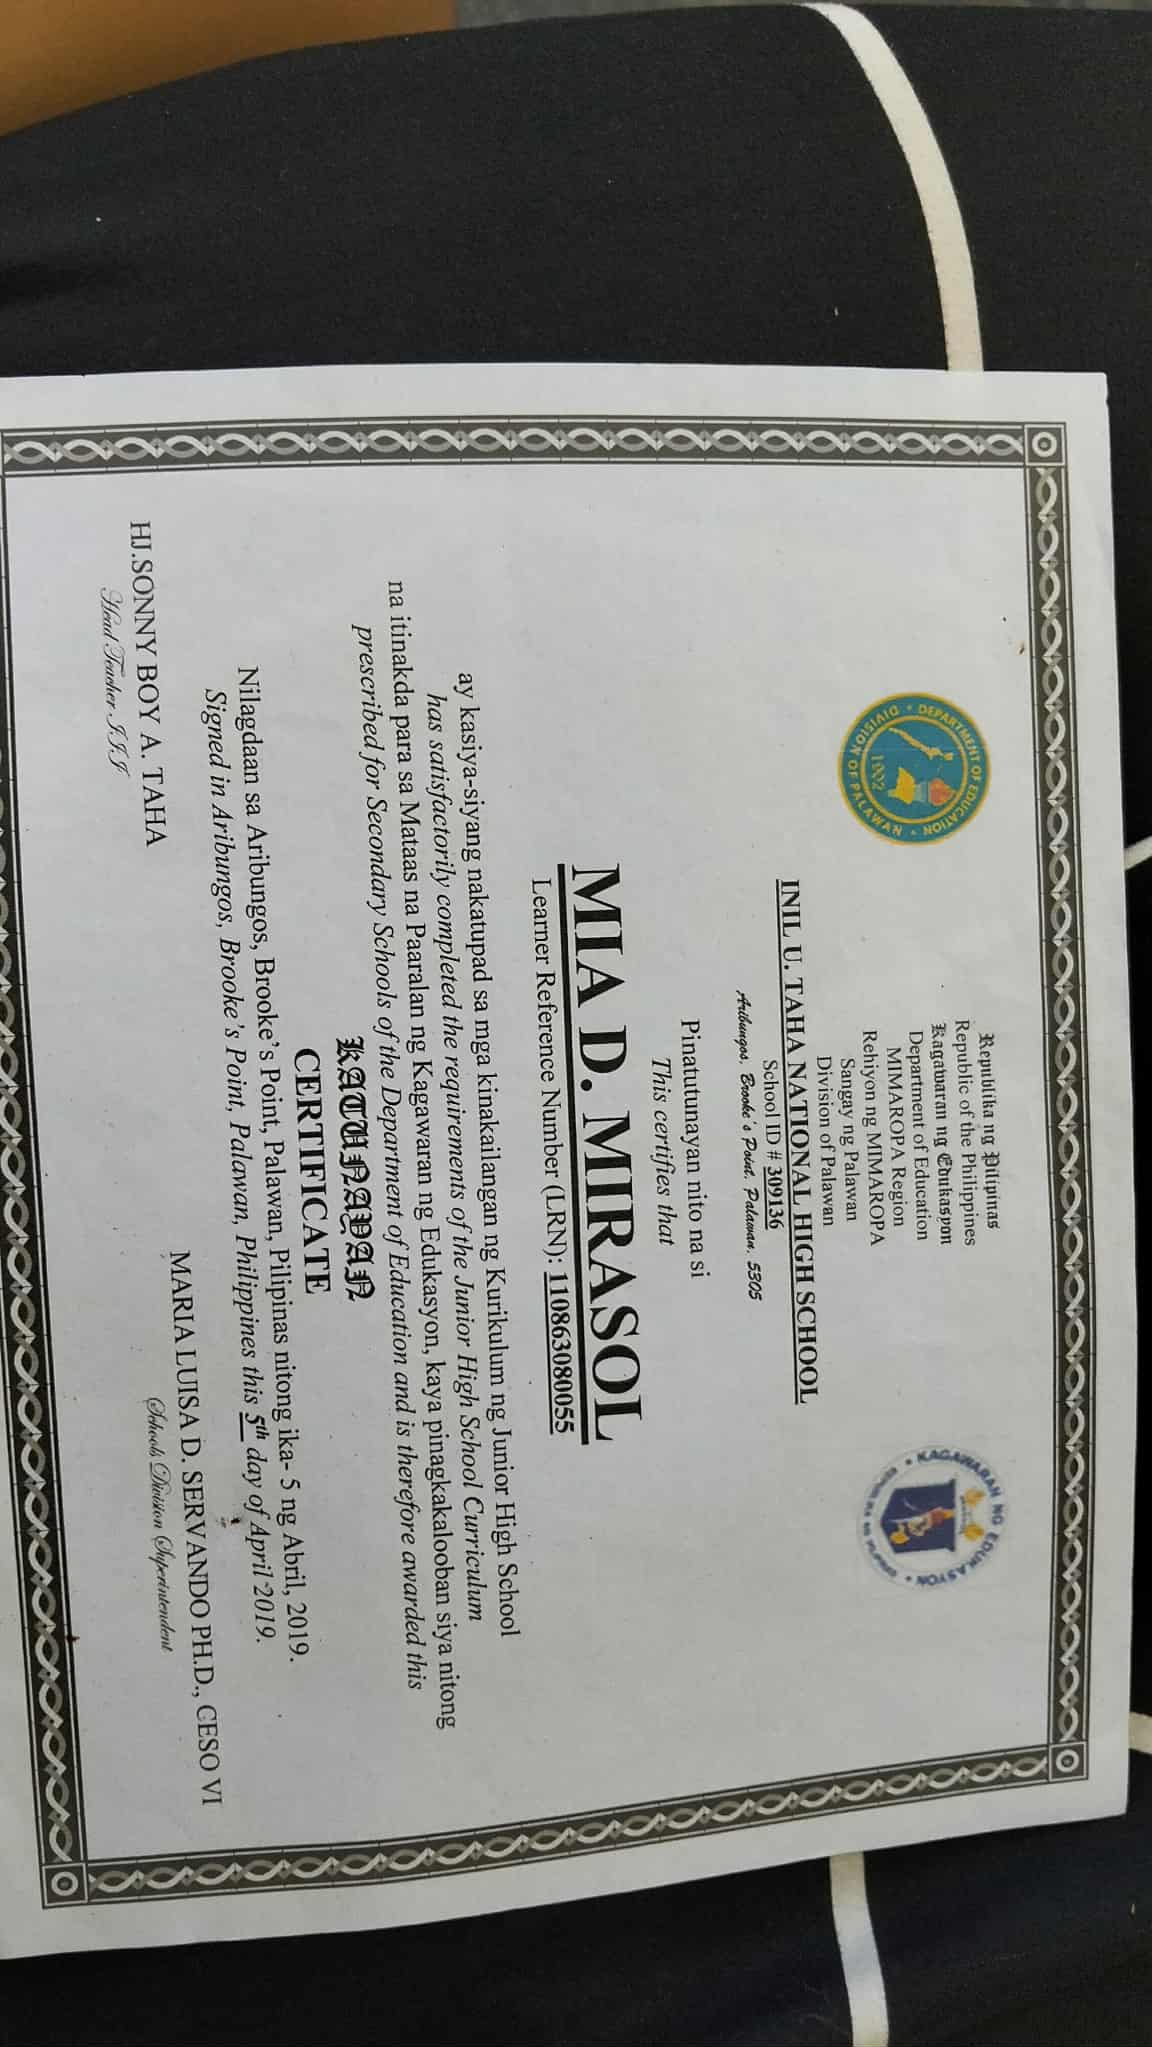 DEPARTMENT OF EDUCATION
1902
DIVISION OF PALAWAN
KAGAWARAN NG EDUKASYON
REPUBLIKA NG PILIPINAS
Republika ng Pilipinas
Republic of the Philippines
Kagawaran ng Edukasyon
Department of Education
MIMAROPA Region
Rehiyon ng MIMAROPA
Sangay ng Palawan
Division of Palawan
INIL U. TAHA NATIONAL HIGH SCHOOL
School ID # 309136
Aribungos, Brooke's Point, Palawan, 5305
Pinatutunayan nito na si
This certifies that
MIA D. MIRASOL
Learner Reference Number (LRN): 110863080055
ay kasiya-siyang nakatupad sa mga kinakailangan ng Kurikulum ng Junior High School
has satisfactorily completed the requirements of the Junior High School Curriculum
na itinakda para sa Mataas na Paaralan ng Kagawaran ng Edukasyon, kaya pinagkakalooban siya nitong
prescribed for Secondary Schools of the Department of Education and is therefore awarded this
KATUNAYAN
CERTIFICATE
Nilagdaan sa Aribungos, Brooke's Point, Palawan, Pilipinas nitong ika- 5 ng Abril, 2019.
Signed in Aribungos, Brooke's Point, Palawan, Philippines this 5th day of April 2019.
HJ.SONNY BOY A. TAHA
Head Teacher III
MARIA LUISA D. SERVANDO PH.D., CESO VI
Schools Division Superintendent